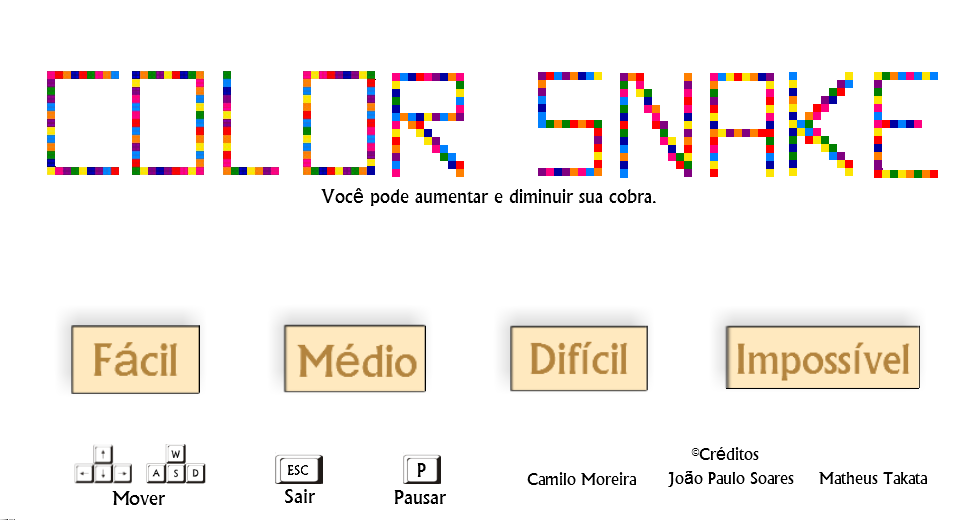 COLOR SNAKE
Você pode aumentar e diminuir sua cobra.
Fácil
Médio
Difícil
Impossível
↑
← ↓ →
W
A S D
Mover
ESC
Sair
P
Pausar
©Créditos
Camilo Moreira João Paulo Soares Matheus Takata